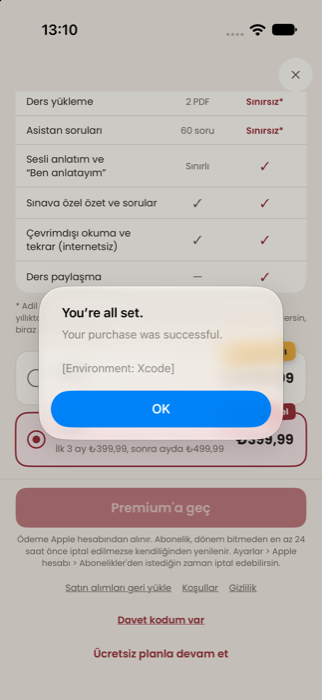 13:10
Ders yükleme 2 PDF Sınırsız*
Asistan soruları 60 soru Sınırsız*
Sesli anlatım ve
“Ben anlatayım” Sınırlı ✓
Sınava özel özet ve sorular ✓ ✓
Çevrimdışı okuma ve
tekrar (internetsiz) ✓ ✓
Ders paylaşma — ✓
* Adil
yıllıkt
biraz
You’re all set.
Your purchase was successful.
[Environment: Xcode]
OK
₺399,99
İlk 3 ay ₺399,99, sonra ayda ₺499,99
Premium'a geç
Ödeme Apple hesabından alınır. Abonelik, dönem bitmeden en az 24
saat önce iptal edilmezse kendiliğinden yenilenir. Ayarlar > Apple
hesabı > Abonelikler'den istediğin zaman iptal edebilirsin.
Satın alımları geri yükle Koşullar Gizlilik
Davet kodum var
Ücretsiz planla devam et